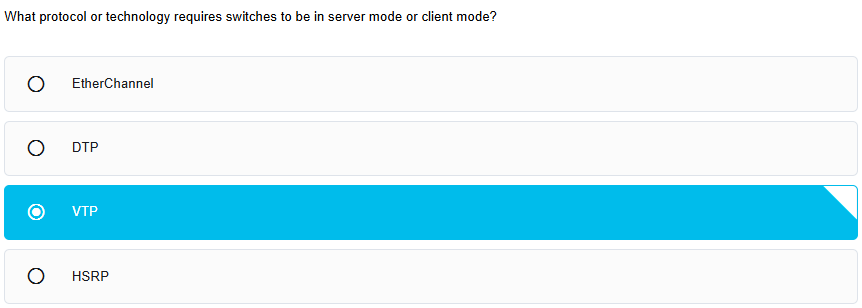 What protocol or technology requires switches to be in server mode or client mode?
EtherChannel
DTP
VTP
HSRP